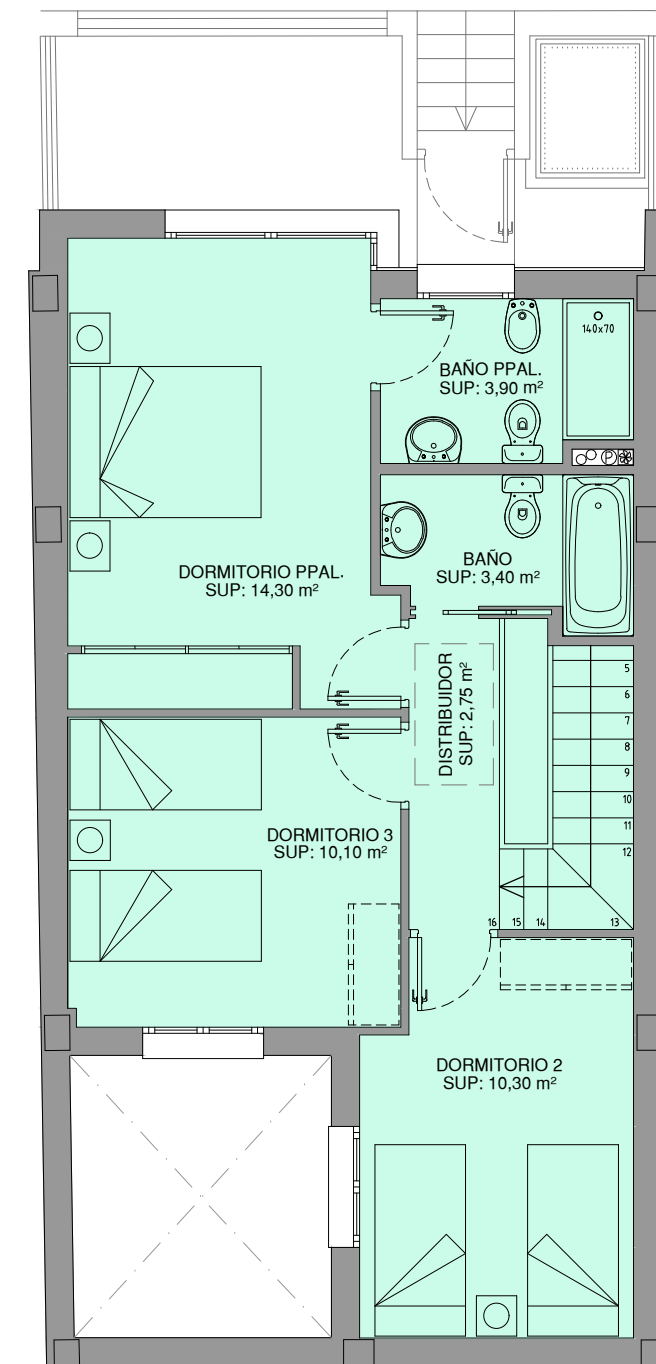 140x70
BAÑO PPAL.
SUP: 3,90 m²
P
BAÑO
SUP: 3,40 m²
DORMITORIO PPAL.
SUP: 14,30 m²
DISTRIBUIDOR
SUP: 2,75 m²
5
6
7
8
9
10
11
12
DORMITORIO 3
SUP: 10,10 m²
16
15
14
13
DORMITORIO 2
SUP: 10,30 m²